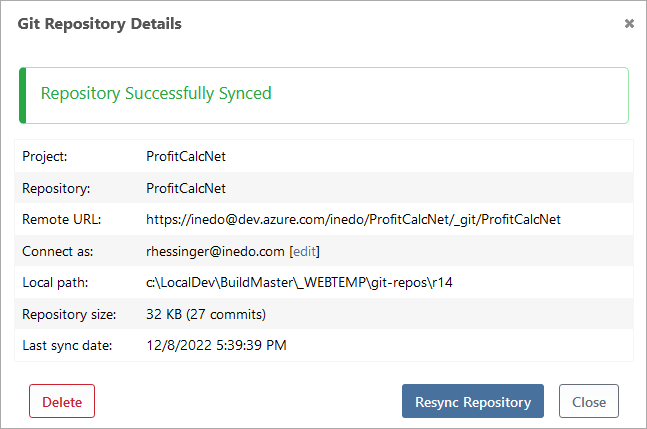 Git Repository Details
Repository Successfully Synced
Project: ProfitCalcNet
Repository: ProfitCalcNet
Remote URL: https://inedo@dev.azure.com/inedo/ProfitCalcNet/_git/ProfitCalcNet
Connect as: rhessinger@inedo.com [edit]
Local path: c:\LocalDev\BuildMaster\_WEBTEMP\git-repos\r14
Repository size: 32 KB (27 commits)
Last sync date: 12/8/2022 5:39:39 PM
Delete Resync Repository Close